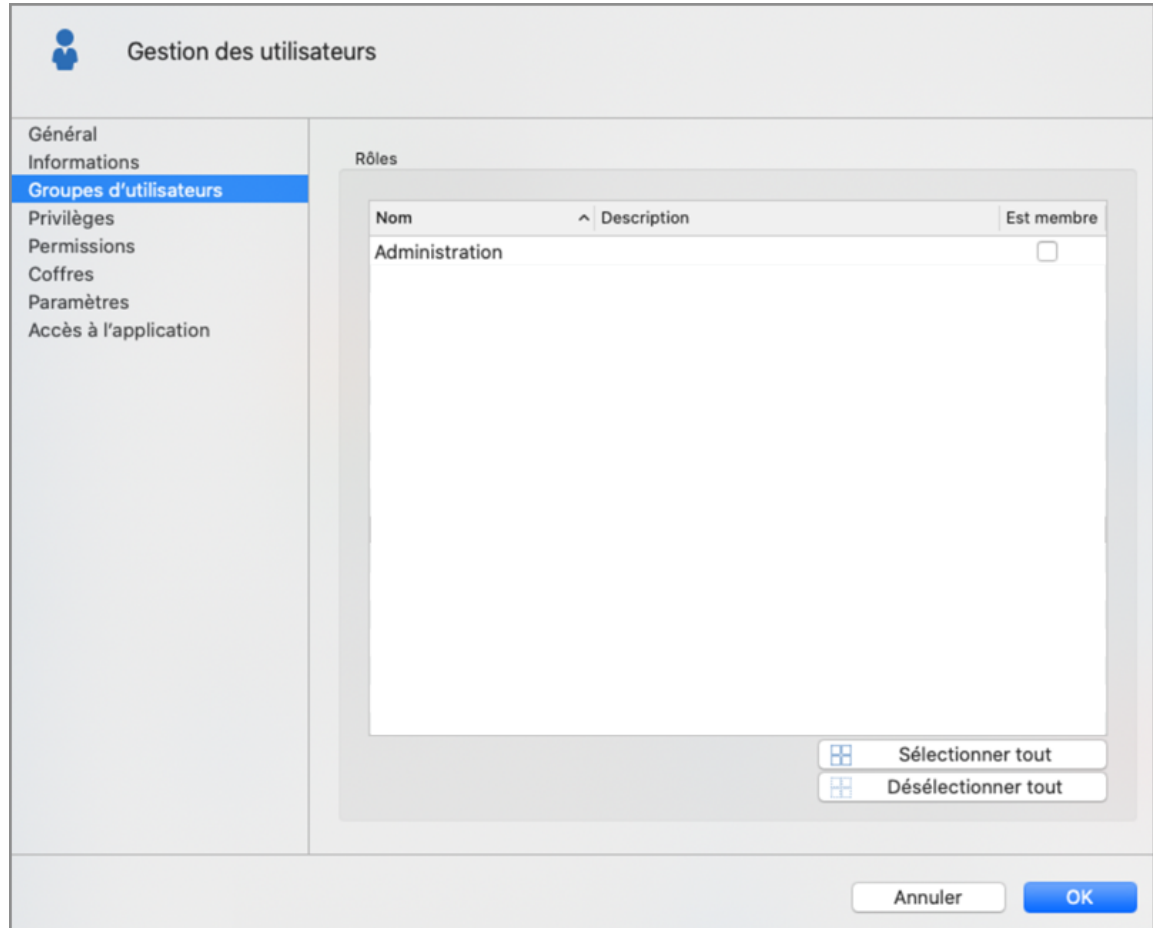 Gestion des utilisateurs
Général
Informations
Groupes d’utilisateurs
Privilèges
Permissions
Coffres
Paramètres
Accès à l’application
Rôles
Nom Description Est membre
Administration
Sélectionner tout
Désélectionner tout
Annuler OK